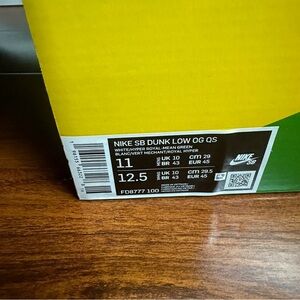 NIKE SB DUNK LOW OG QS
WHITE/HYPER ROYAL-MEAN GREEN
BLANC/VERT MECHANT/ROYAL HYPER
11 UK 10 CM 29
BR 43 EUR 45
NIKE SB
12.5 UK 10 CM 29.5
BR 43 EUR 45
FD8777 100